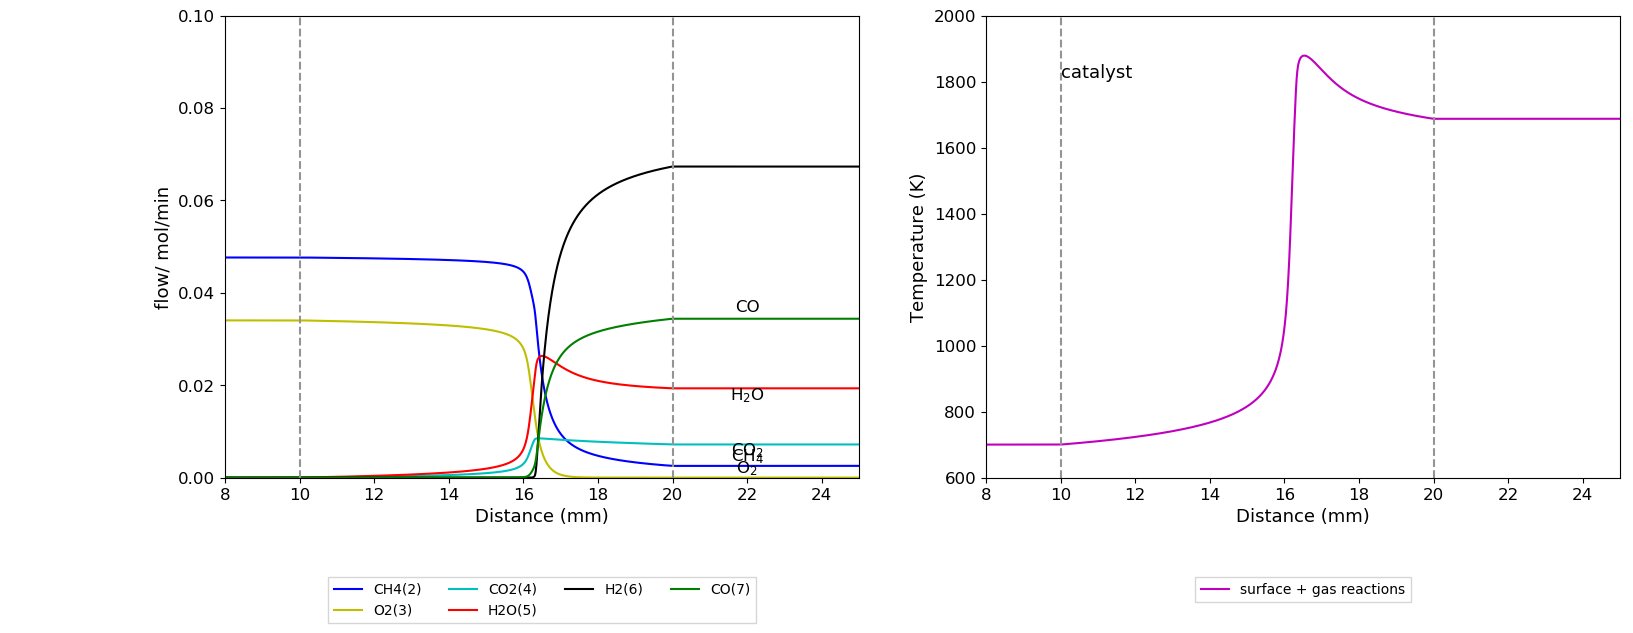 0.10
0.08
0.06
0.04
0.02
0.00
flow/ mol/min
CO
H₂O
CO₂
CH₄
O₂
8 10 12 14 16 18 20 22 24
Distance (mm)
CH4(2) CO2(4) H2(6) CO(7)
O2(3) H2O(5)
2000
1800
1600
1400
1200
1000
800
600
Temperature (K)
catalyst
8 10 12 14 16 18 20 22 24
Distance (mm)
surface + gas reactions